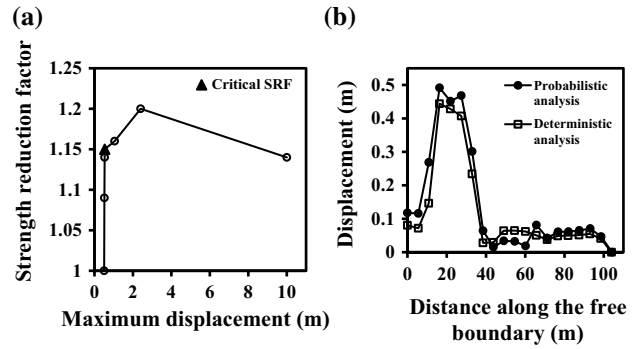 (a)
Strength reduction factor
1.25
1.2
1.15
1.1
1.05
1
▲ Critical SRF
0 2 4 6 8 10
Maximum displacement (m)
(b)
Displacement (m)
0.5
0.4
0.3
0.2
0.1
0
Probabilistic
analysis
Deterministic
analysis
0 20 40 60 80 100
Distance along the free
boundary (m)